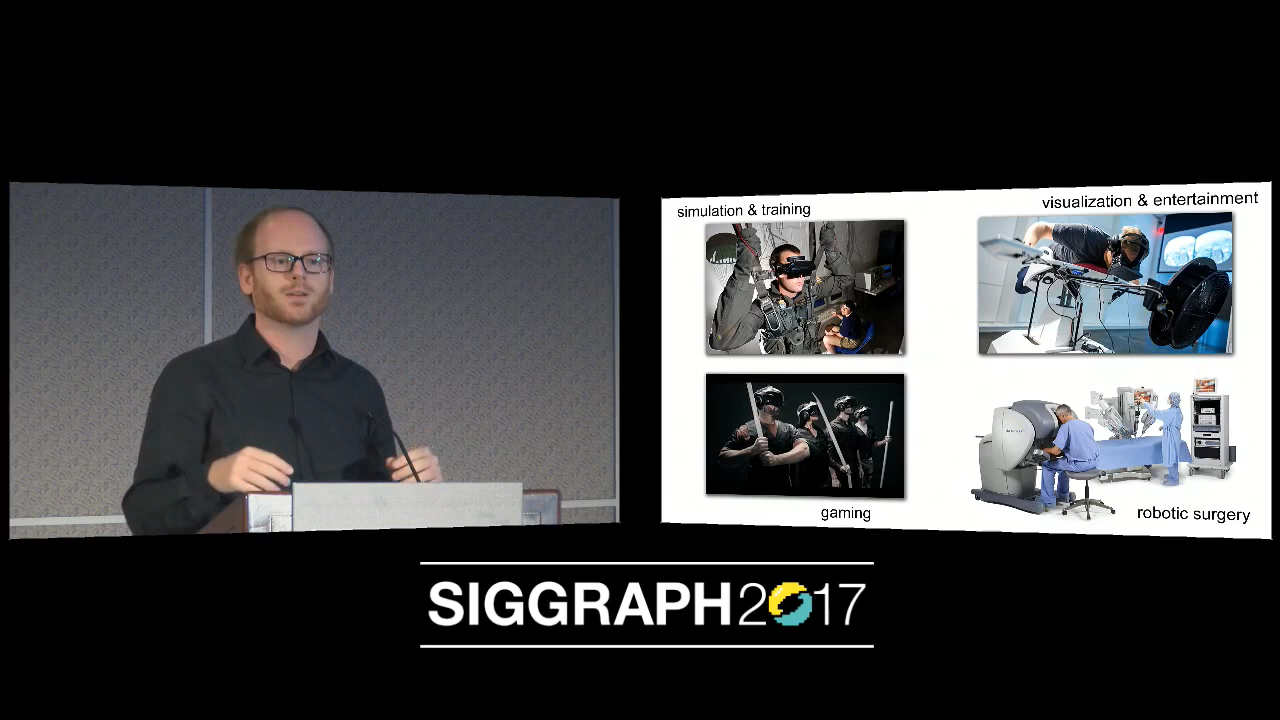 simulation & training
visualization & entertainment
gaming
robotic surgery
SIGGRAPH2017